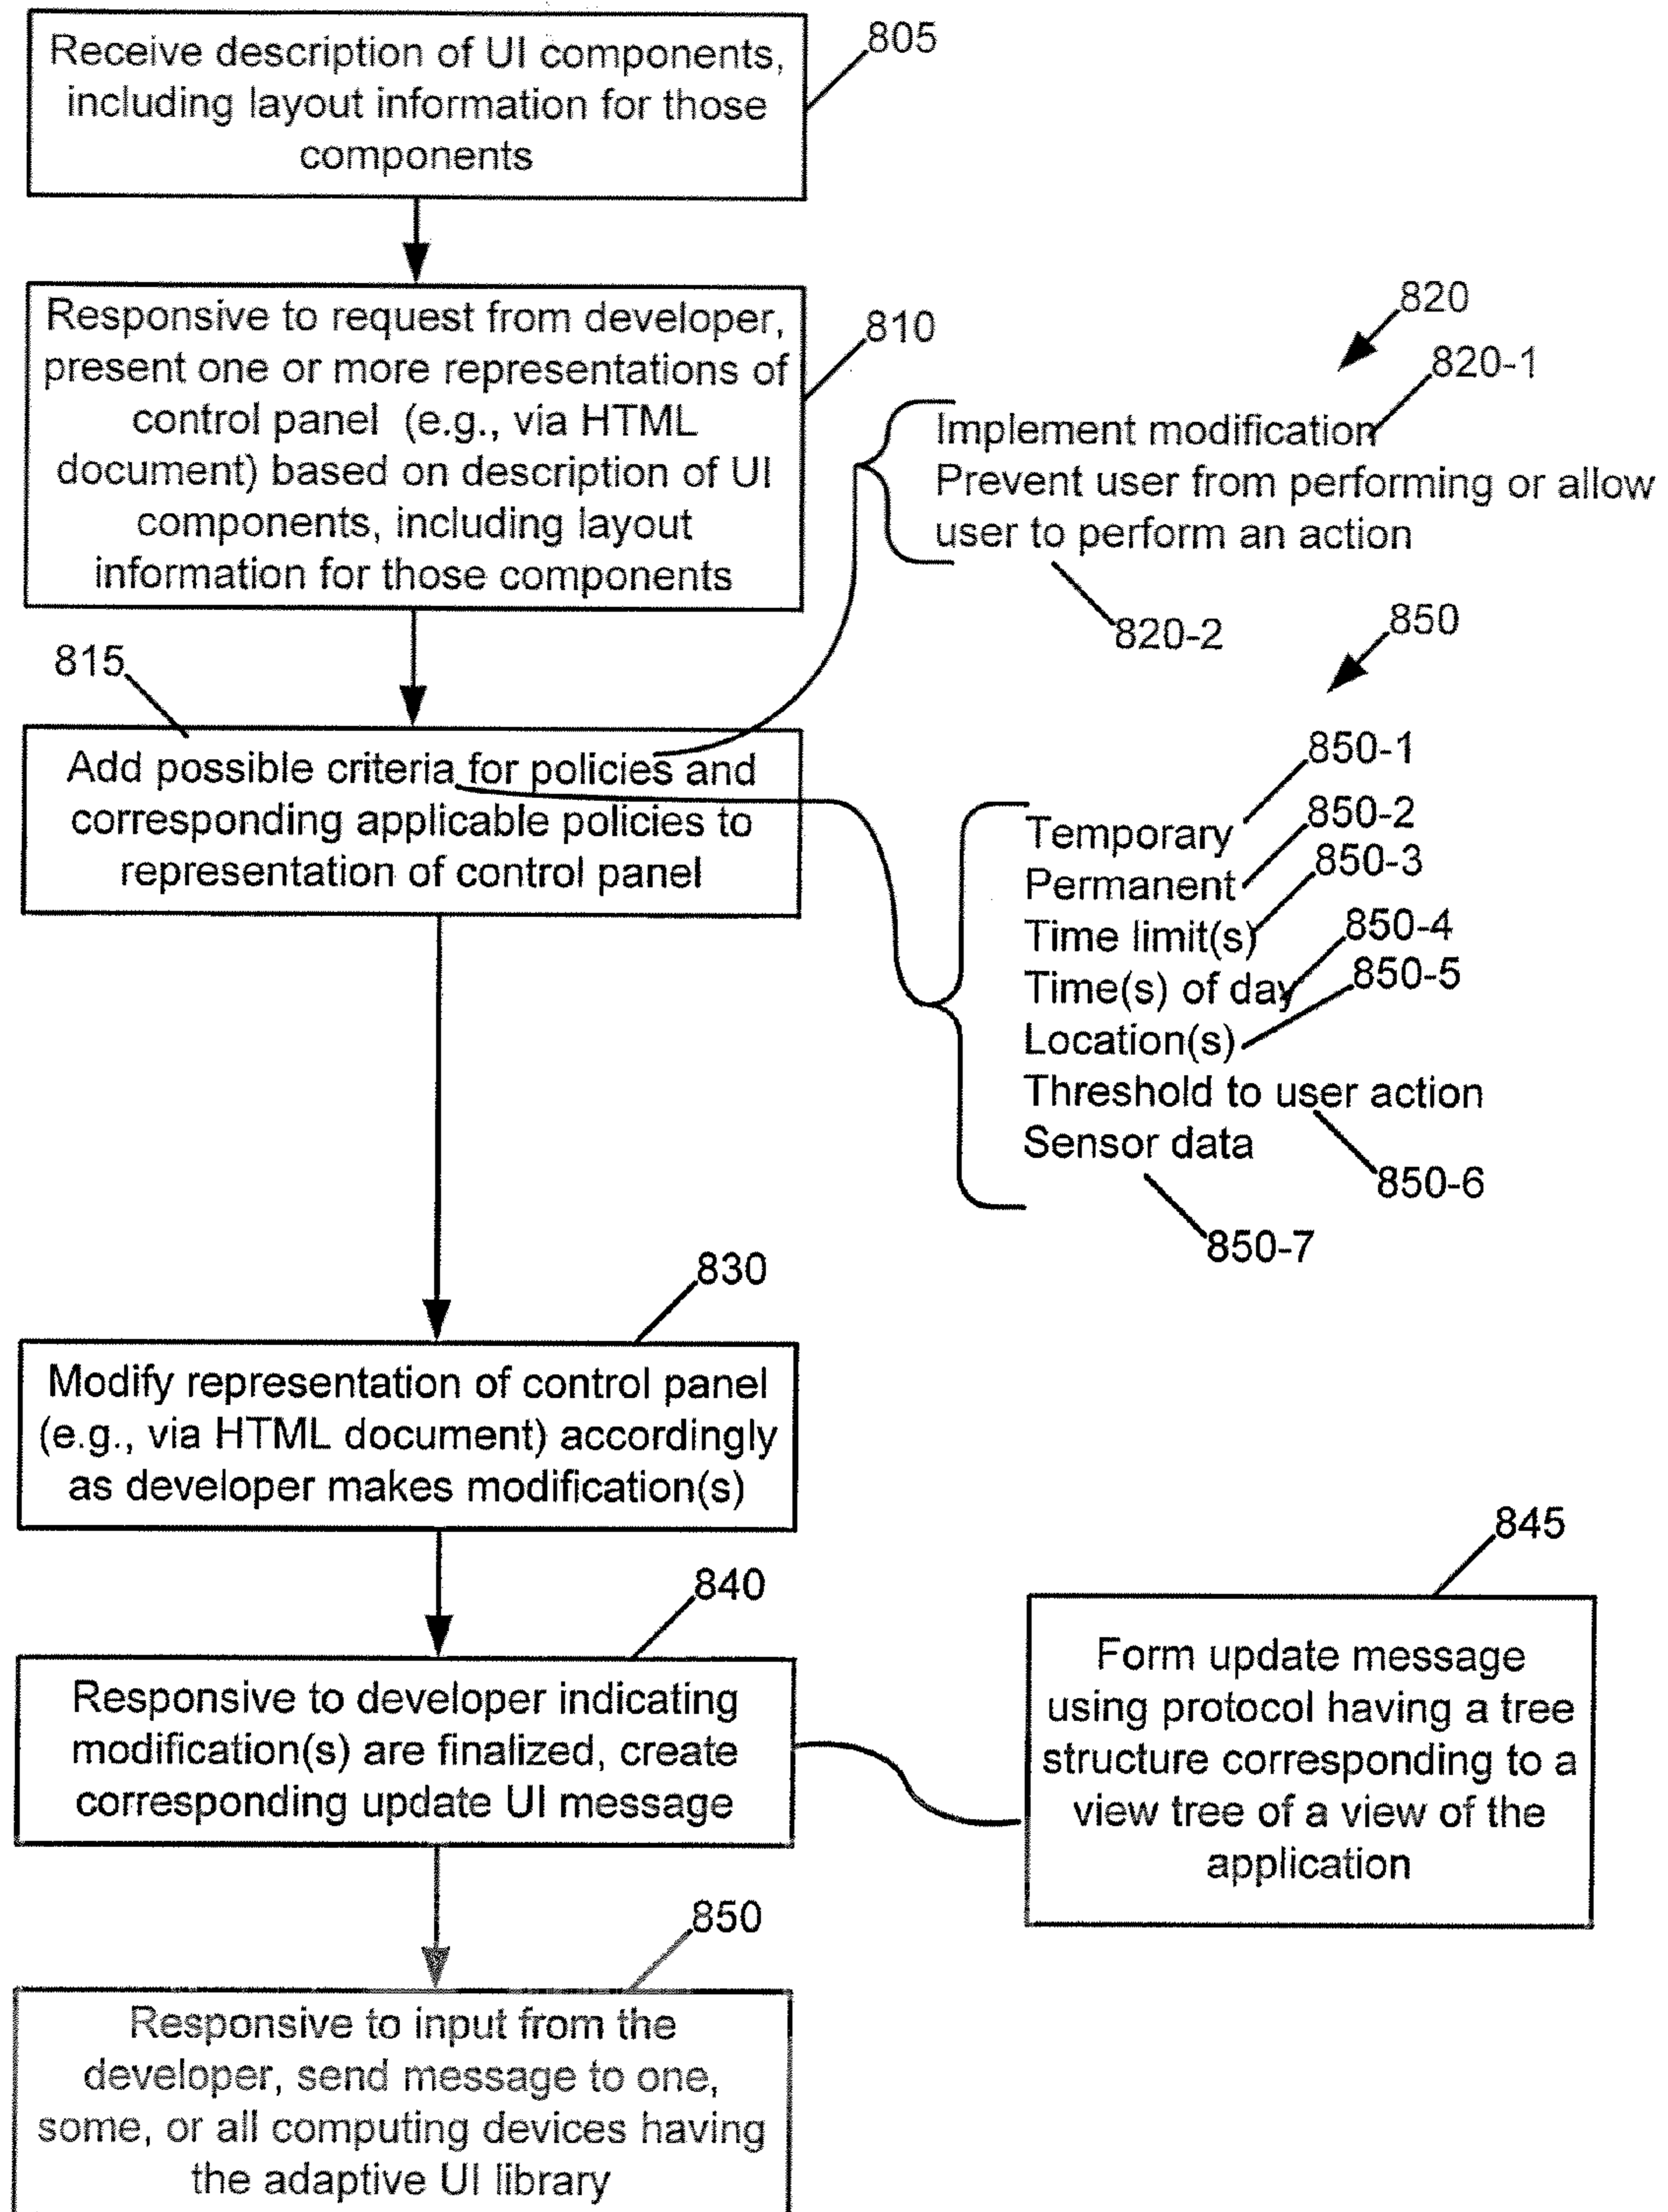 Receive description of UI components,
including layout information for those
components
805
Responsive to request from developer,
present one or more representations of
control panel (e.g., via HTML
document) based on description of UI
components, including layout
information for those components
810
820
820-1
Implement modification
Prevent user from performing or allow
user to perform an action
820-2
815
Add possible criteria for policies and
corresponding applicable policies to
representation of control panel
850
850-1
Temporary
850-2
Permanent
850-3
Time limit(s)
850-4
Time(s) of day
850-5
Location(s)
Threshold to user action
Sensor data
850-6
850-7
830
Modify representation of control panel
(e.g., via HTML document) accordingly
as developer makes modification(s)
840
Responsive to developer indicating
modification(s) are finalized, create
corresponding update UI message
845
Form update message
using protocol having a tree
structure corresponding to a
view tree of a view of the
application
850
Responsive to input from the
developer, send message to one,
some, or all computing devices having
the adaptive UI library